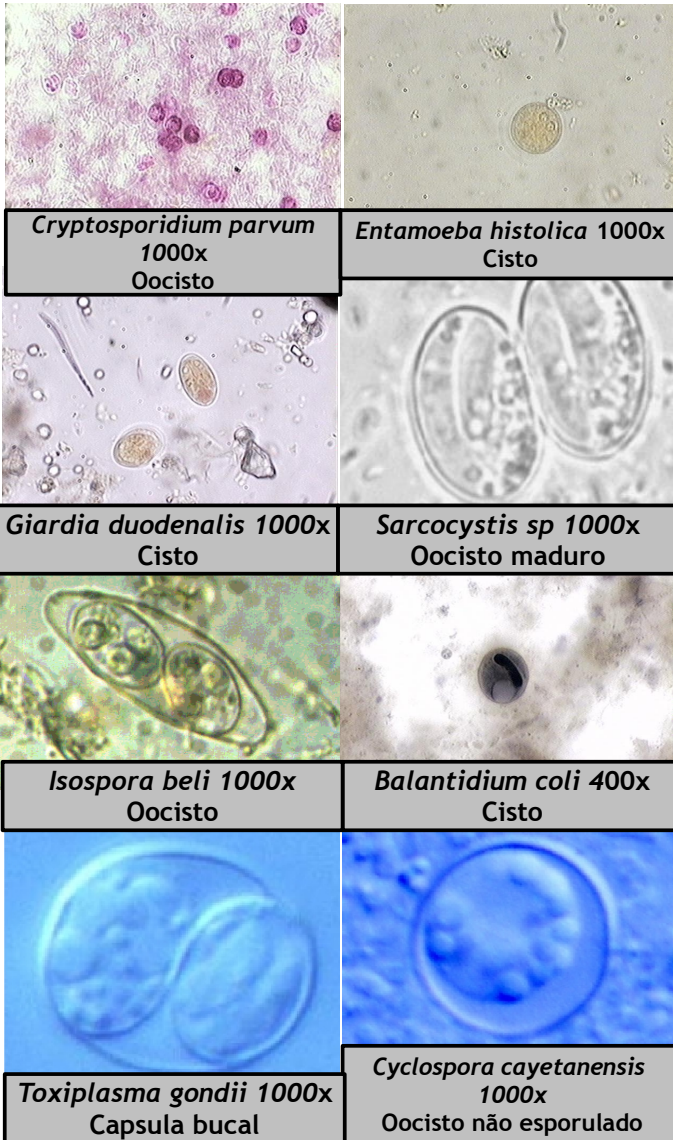 Cryptosporidium parvum
1000x
Oocisto
Entamoeba histolica 1000x
Cisto
Giardia duodenalis 1000x
Cisto
Sarcocystis sp 1000x
Oocisto maduro
Isospora beli 1000x
Oocisto
Balantidium coli 400x
Cisto
Toxiplasma gondii 1000x
Capsula bucal
Cyclospora cayetanensis
1000x
Oocisto não esporulado